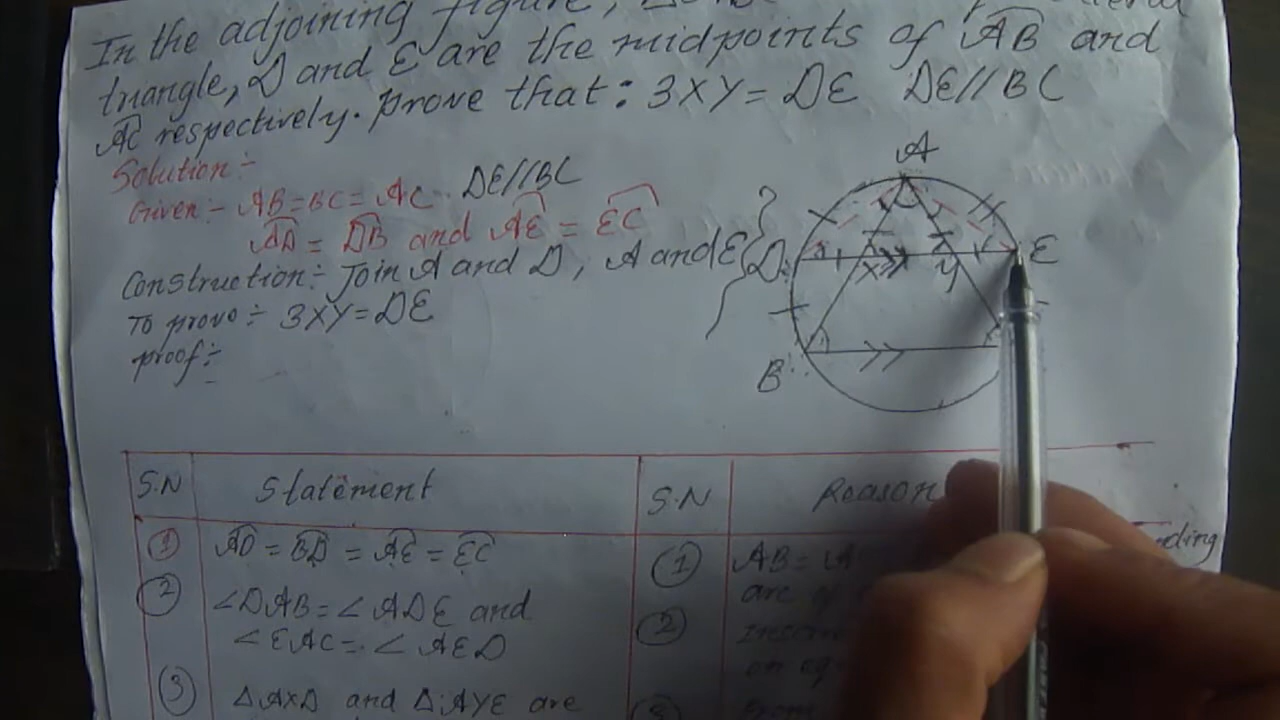 In the adjoining figure,
triangle, D and E are the midpoints of AB and
AC respectively. prove that: 3XY = DE DE//BC
Solution:-
Given:- AB=BC=AC. DE//BC
AD = DB and AE = EC
Construction:- Join A and D, A and E
To prove:- 3XY=DE
proof:-
A
D
E
X
Y
B
S.N Statement S.N Reason
1 AD = BD = AE = EC 1 AB=
2 ∠DAB=∠ADE and 2
∠EAC=∠AED
3 ΔAXD and ΔAYE are 3